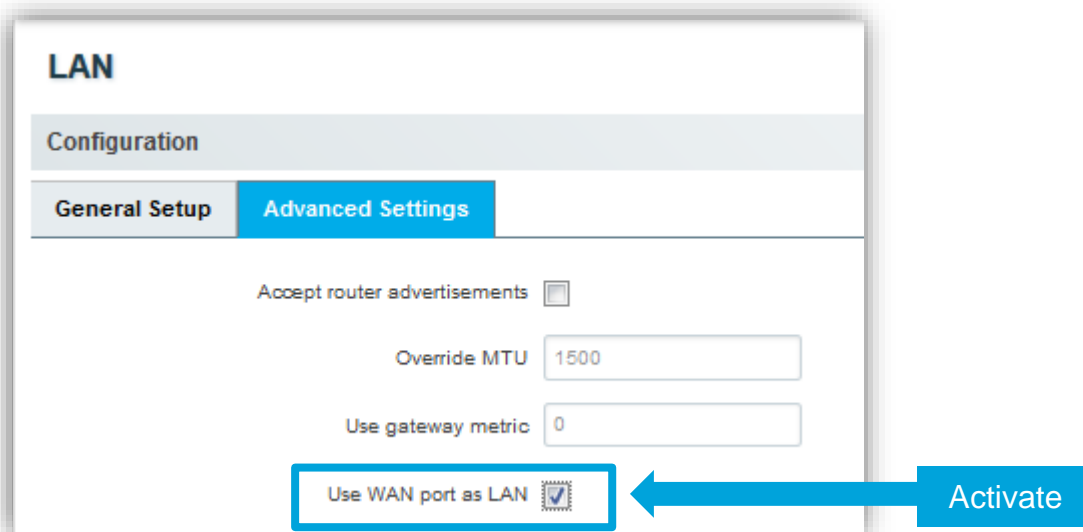 LAN
Configuration
General Setup Advanced Settings
Accept router advertisements
Override MTU 1500
Use gateway metric 0
Use WAN port as LAN Activate